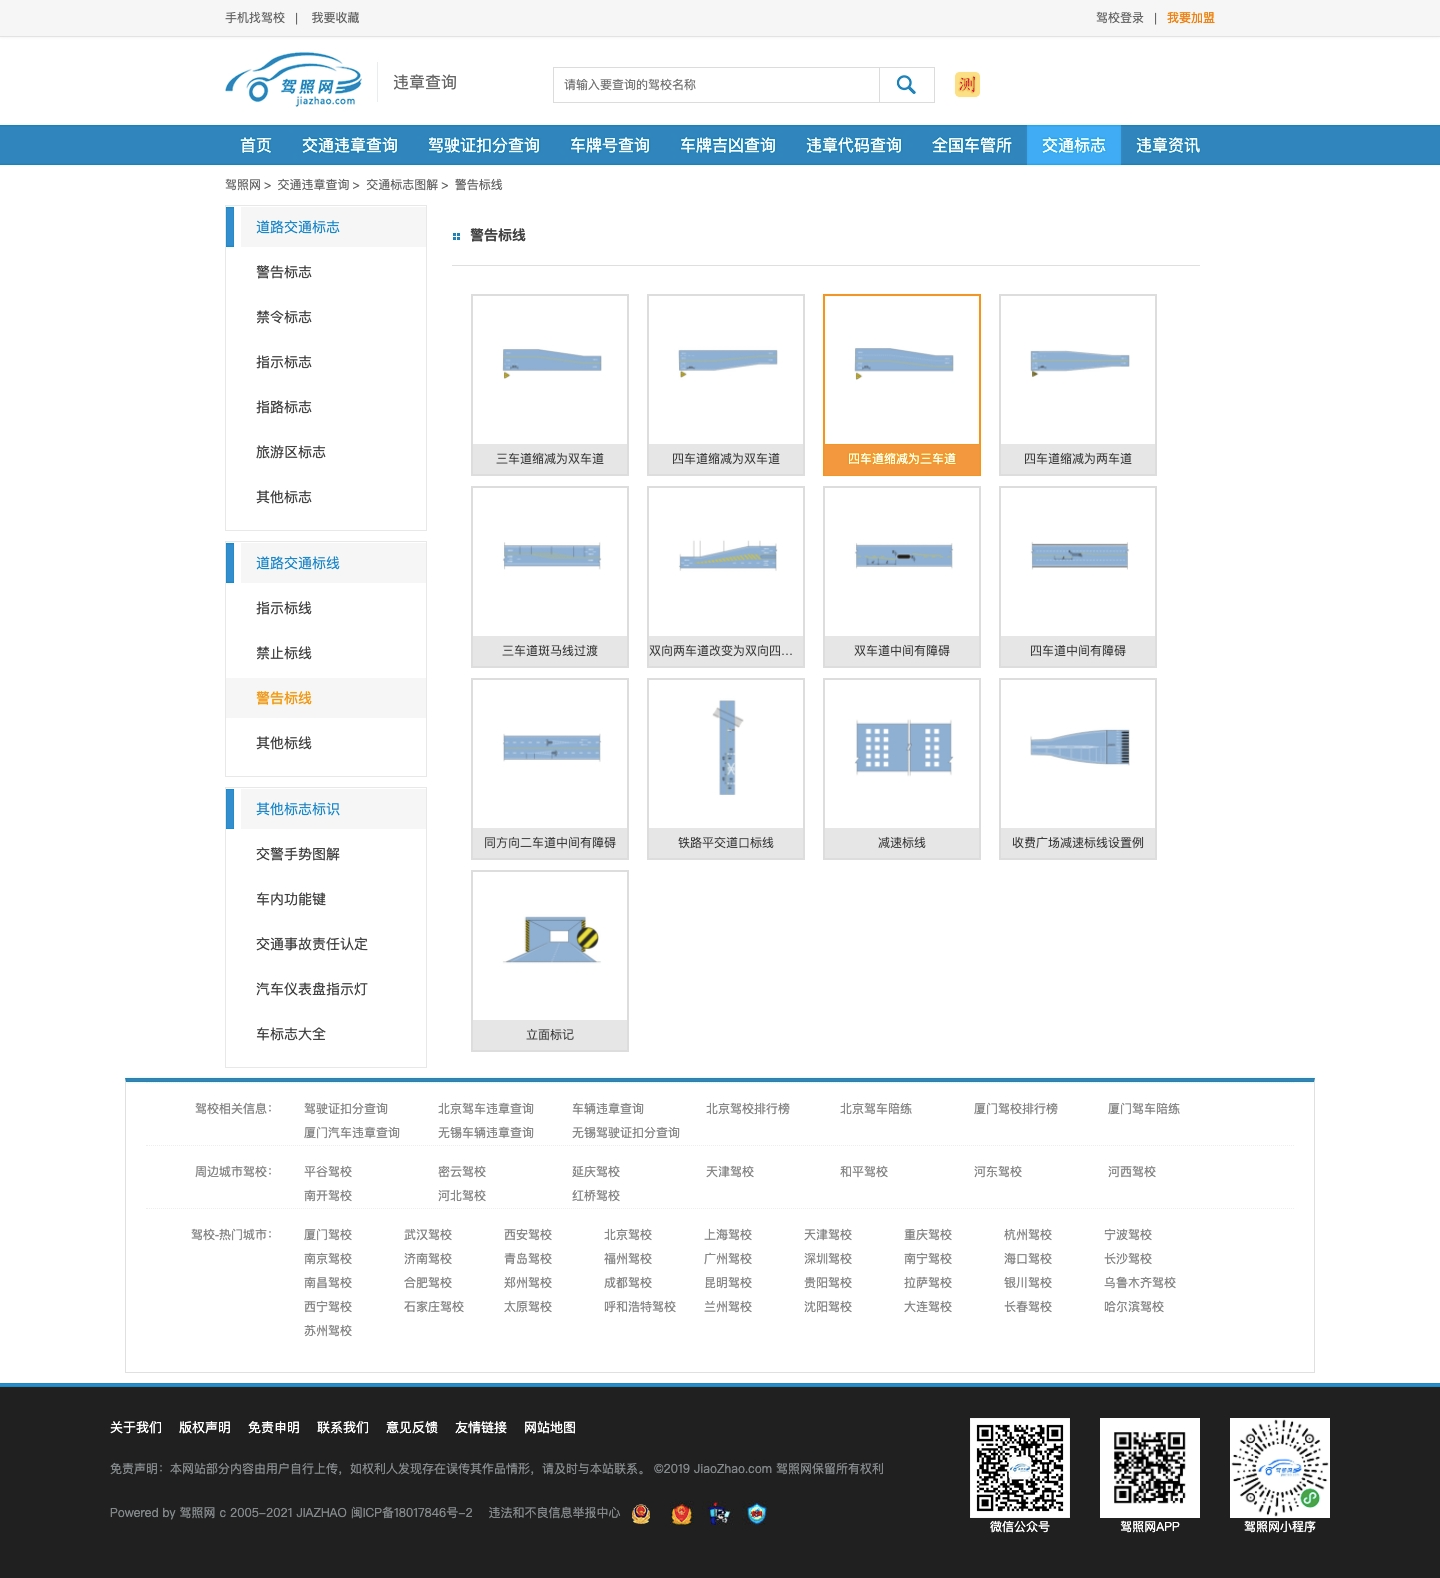 手机找驾校 | 我要收藏
驾校登录 | 我要加盟
驾照网
jiazhao.com
违章查询
请输入要查询的驾校名称
测
首页 交通违章查询 驾驶证扣分查询 车牌号查询 车牌吉凶查询 违章代码查询 全国车管所 交通标志 违章资讯
驾照网 > 交通违章查询 > 交通标志图解 > 警告标线
道路交通标志
警告标志
禁令标志
指示标志
指路标志
旅游区标志
其他标志
道路交通标线
指示标线
禁止标线
警告标线
其他标线
其他标志标识
交警手势图解
车内功能键
交通事故责任认定
汽车仪表盘指示灯
车标志大全
警告标线
三车道缩减为双车道 四车道缩减为双车道 四车道缩减为三车道 四车道缩减为两车道
三车道斑马线过渡 双向两车道改变为双向四... 双车道中间有障碍 四车道中间有障碍
同方向二车道中间有障碍 铁路平交道口标线 减速标线 收费广场减速标线设置例
立面标记
驾校相关信息： 驾驶证扣分查询 北京驾车违章查询 车辆违章查询 北京驾校排行榜 北京驾车陪练 厦门驾校排行榜 厦门驾车陪练
厦门汽车违章查询 无锡车辆违章查询 无锡驾驶证扣分查询
周边城市驾校： 平谷驾校 密云驾校 延庆驾校 天津驾校 和平驾校 河东驾校 河西驾校
南开驾校 河北驾校 红桥驾校
驾校-热门城市： 厦门驾校 武汉驾校 西安驾校 北京驾校 上海驾校 天津驾校 重庆驾校 杭州驾校 宁波驾校
南京驾校 济南驾校 青岛驾校 福州驾校 广州驾校 深圳驾校 南宁驾校 海口驾校 长沙驾校
南昌驾校 合肥驾校 郑州驾校 成都驾校 昆明驾校 贵阳驾校 拉萨驾校 银川驾校 乌鲁木齐驾校
西宁驾校 石家庄驾校 太原驾校 呼和浩特驾校 兰州驾校 沈阳驾校 大连驾校 长春驾校 哈尔滨驾校
苏州驾校
关于我们 版权声明 免责申明 联系我们 意见反馈 友情链接 网站地图
免责声明：本网站部分内容由用户自行上传，如权利人发现存在误传其作品情形，请及时与本站联系。 ©2019 JiaoZhao.com 驾照网保留所有权利
Powered by 驾照网 c 2005-2021 JIAZHAO 闽ICP备18017846号-2 违法和不良信息举报中心
微信公众号 驾照网APP 驾照网小程序